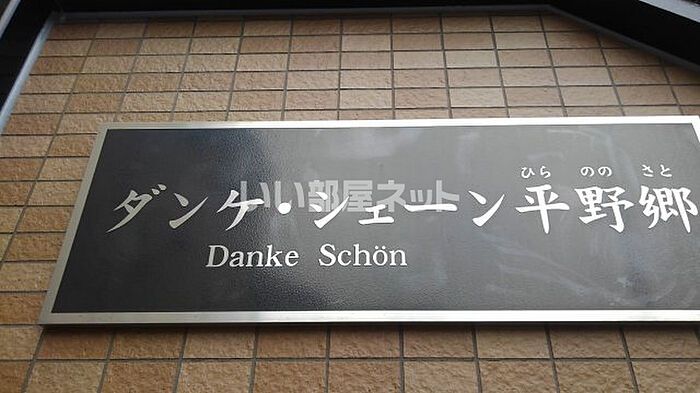 ひら のの さと
ダンケ・シェーン平野郷
Danke Schön
いい部屋ネット